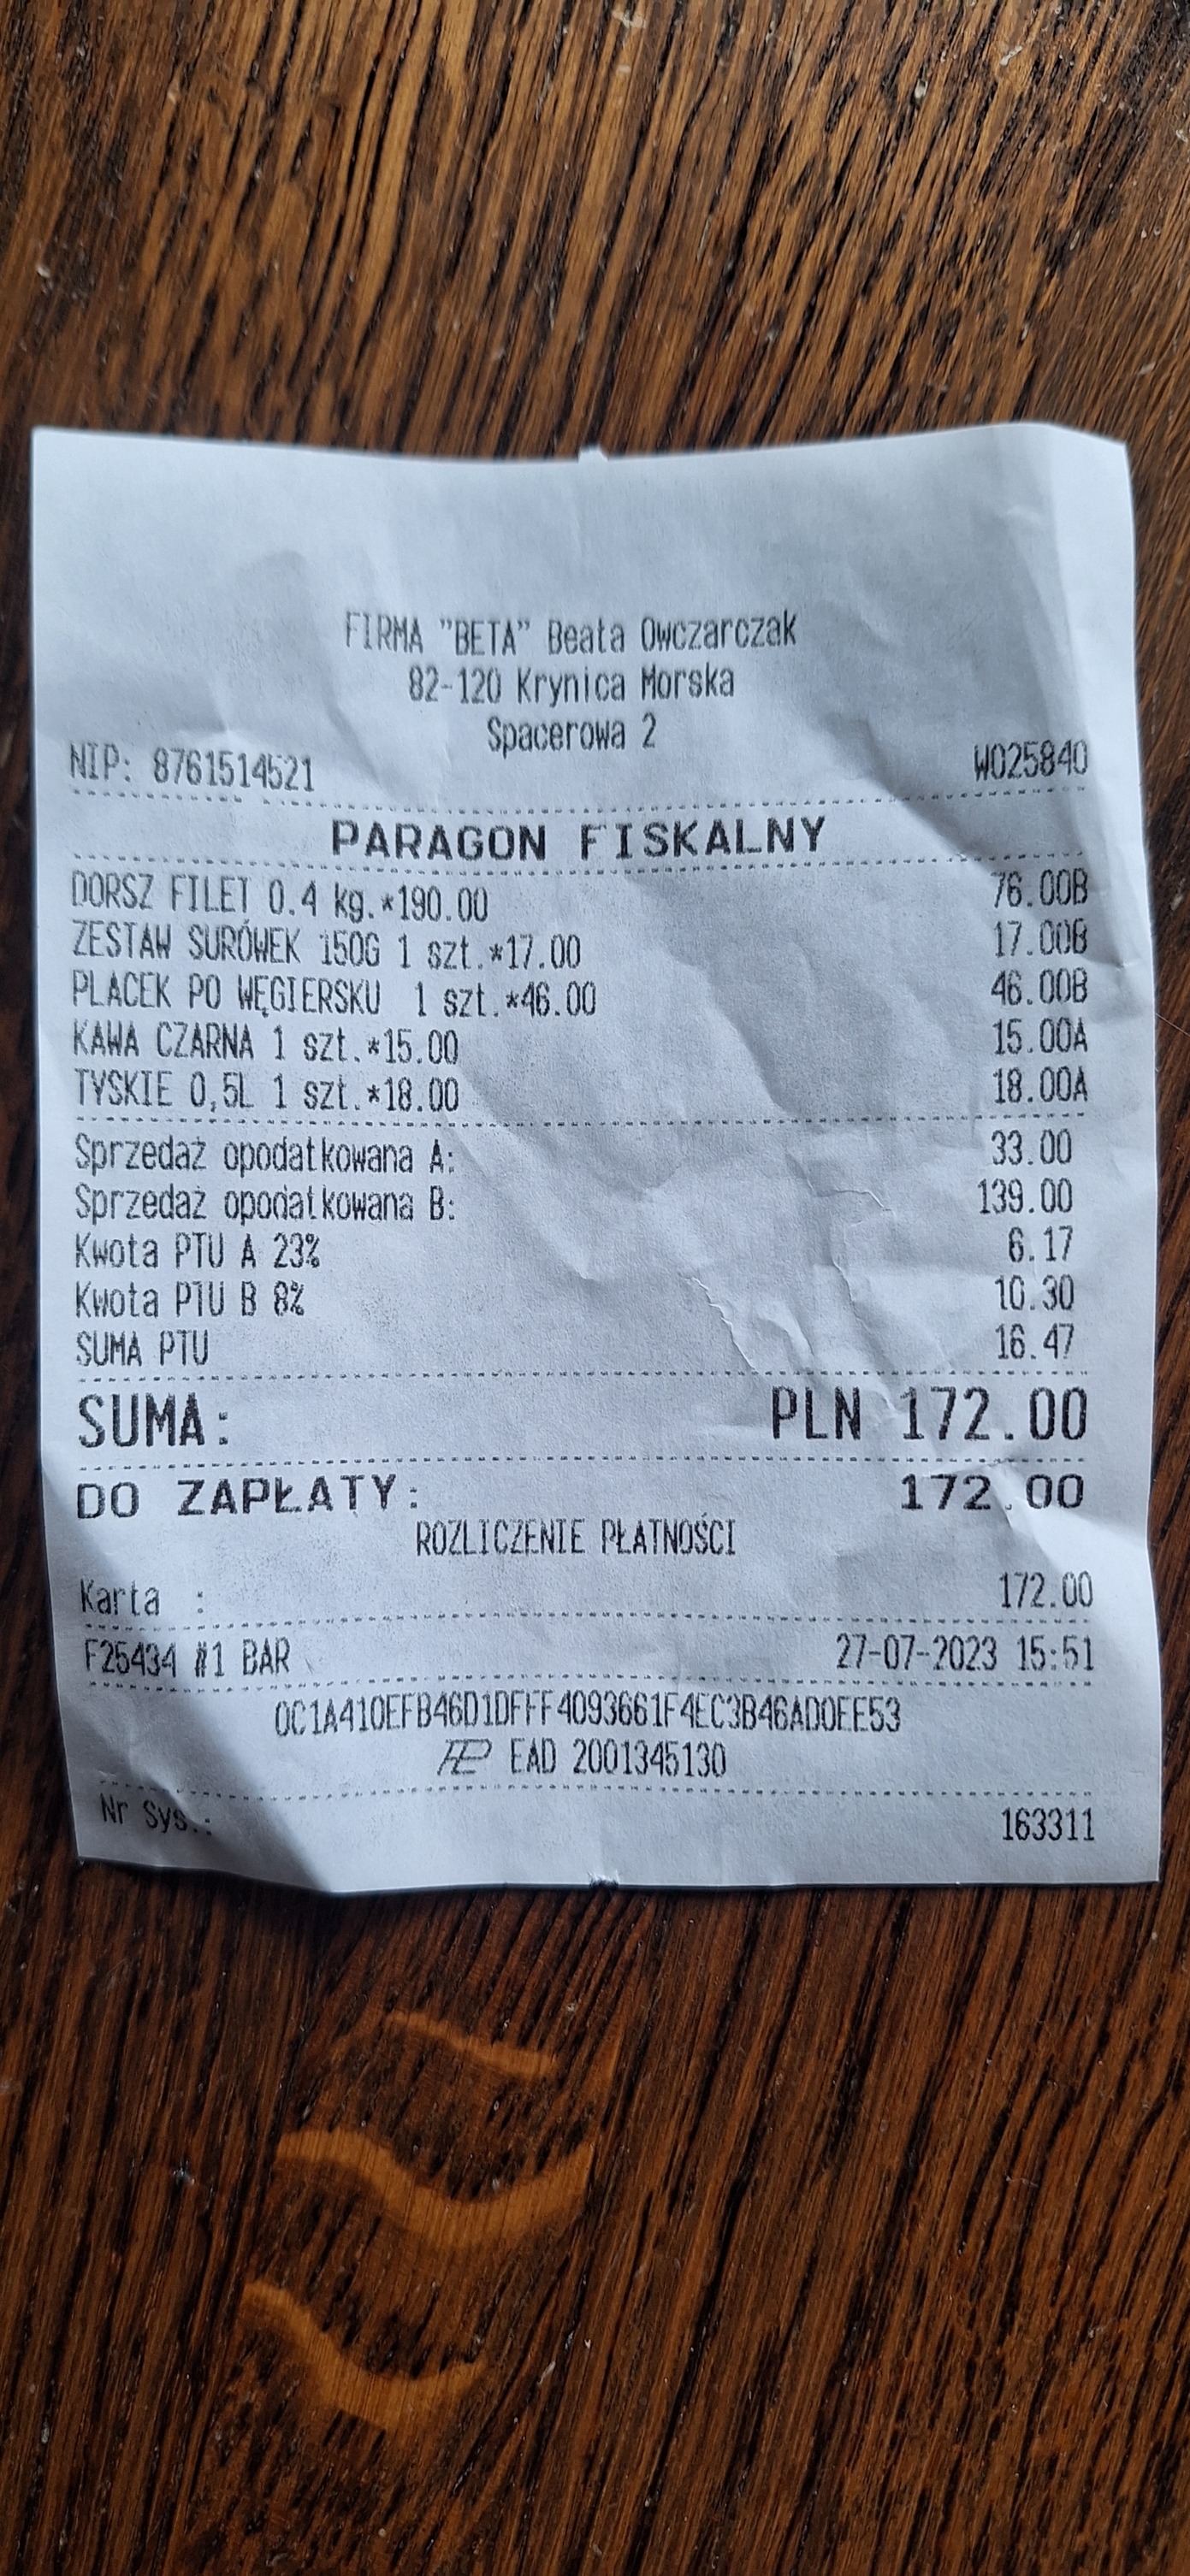 FIRMA "BETA" Beata Owczarczak
82-120 Krynica Morska
Spacerowa 2
NIP: 8761514521 W025840
PARAGON FISKALNY
DORSZ FILET 0.4 kg.*190.00 76.00B
ZESTAW SURÓWEK 150G 1 szt.*17.00 17.00B
PLACEK PO WĘGIERSKU 1 szt.*46.00 46.00B
KAWA CZARNA 1 szt.*15.00 15.00A
TYSKIE 0,5L 1 szt.*18.00 18.00A
Sprzedaż opodatkowana A: 33.00
Sprzedaż opodatkowana B: 139.00
Kwota PTU A 23% 6.17
Kwota PTU B 8% 10.30
SUMA PTU 16.47
SUMA: PLN 172.00
DO ZAPŁATY: 172.00
ROZLICZENIE PŁATNOŚCI
Karta : 172.00
F25434 #1 BAR 27-07-2023 15:51
0C1A410EFB46D1DFFF4093661F4EC3B46AD0EE53
EAD 2001345130
Nr Sys.: 163311